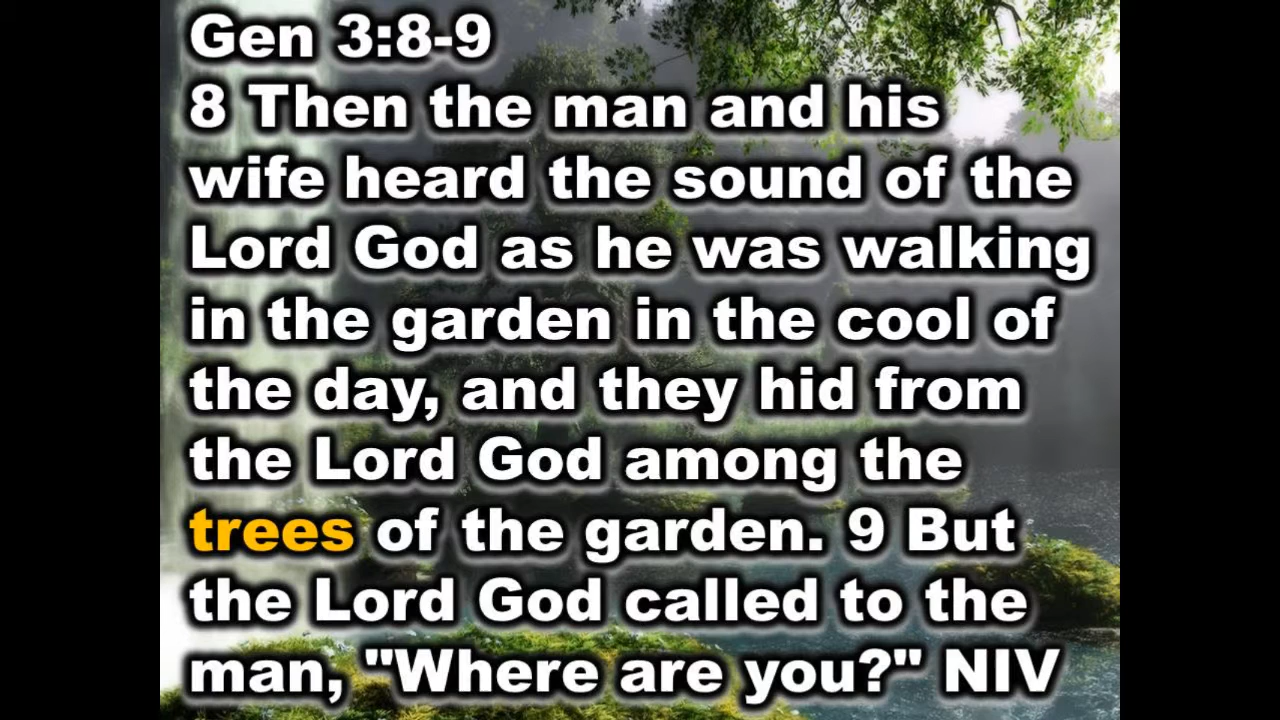 Gen 3:8-9
8 Then the man and his
wife heard the sound of the
Lord God as he was walking
in the garden in the cool of
the day, and they hid from
the Lord God among the
trees of the garden. 9 But
the Lord God called to the
man, "Where are you?" NIV